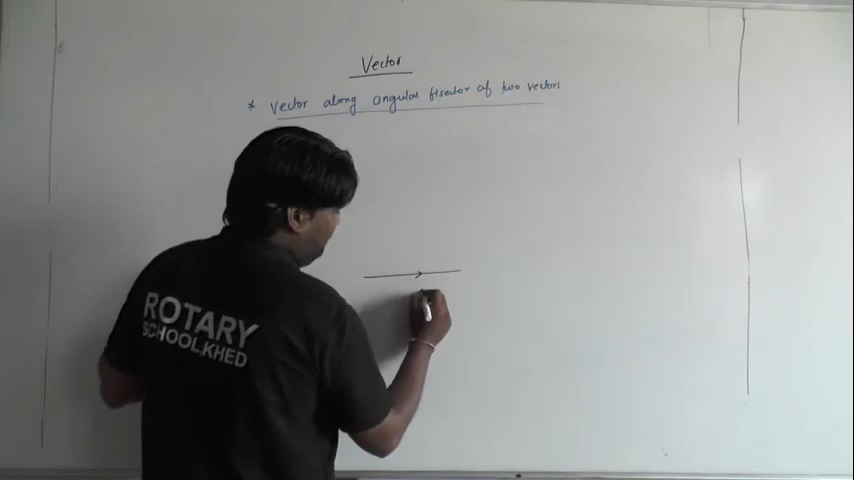 Vector
* Vector along angular bisector of two vectors
ROTARY
SCHOOL,KHED